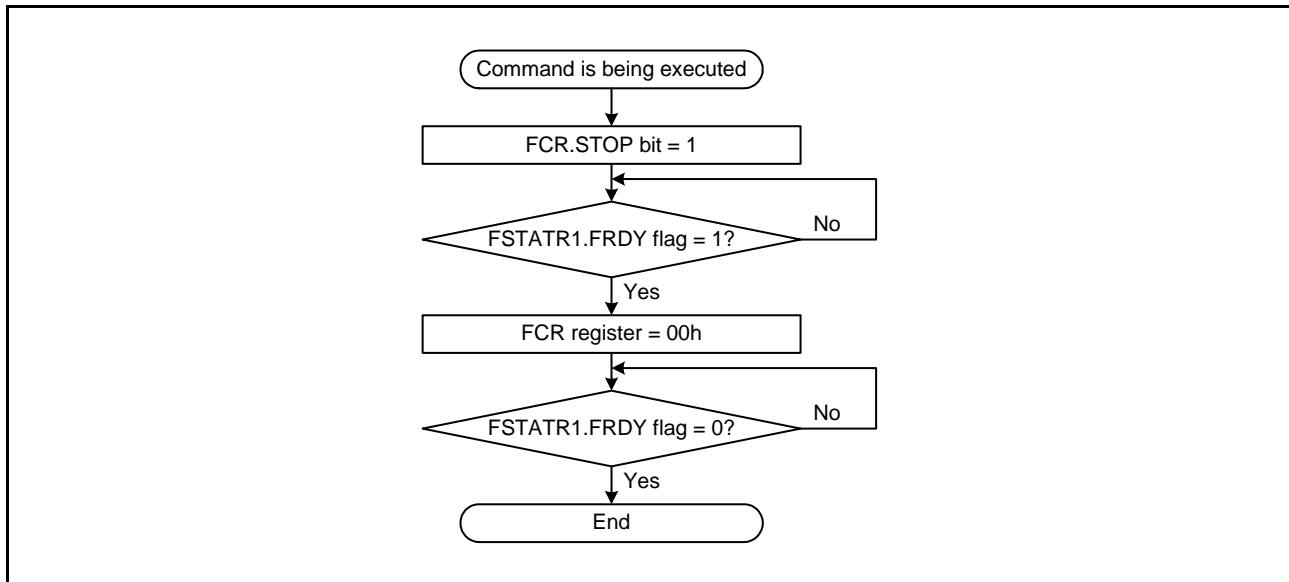 Command is being executed
FCR.STOP bit = 1
FSTATR1.FRDY flag = 1?
No
Yes
FCR register = 00h
FSTATR1.FRDY flag = 0?
No
Yes
End